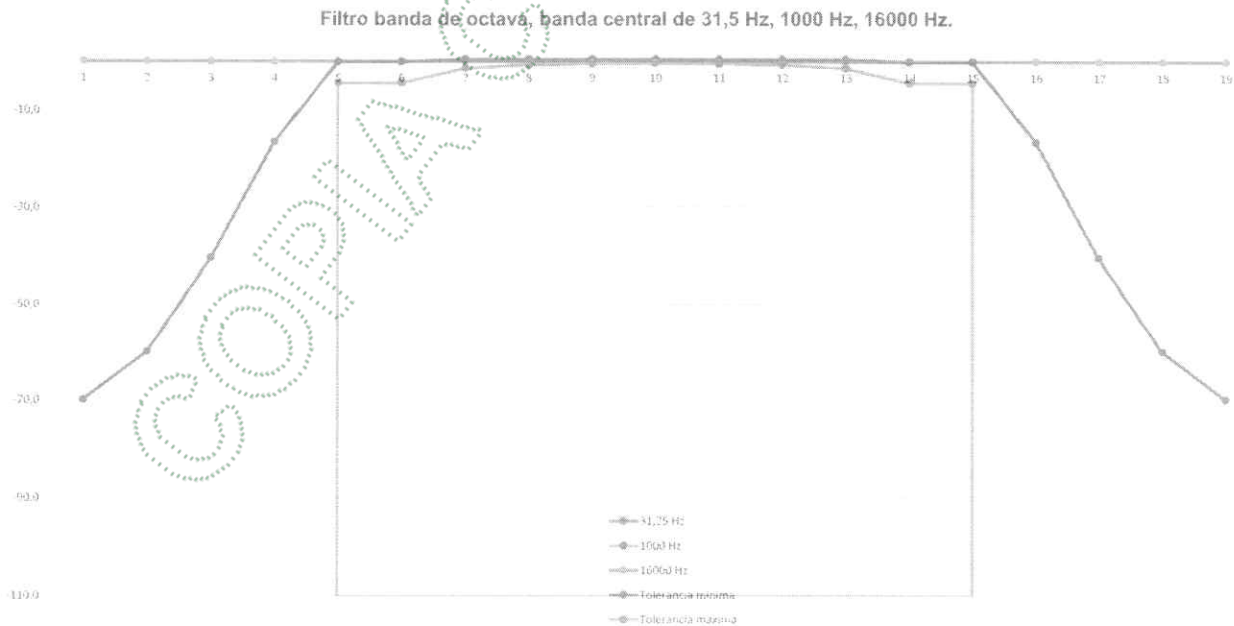 Filtro banda de octava, banda central de 31,5 Hz, 1000 Hz, 16000 Hz.
1 2 3 4 5 6 7 8 9 10 11 12 13 14 15 16 17 18 19
-10,0
-30,0
-50,0
-70,0
-90,0
-110,0
31,25 Hz
1000 Hz
16000 Hz
Tolerancia mínima
Tolerancia maxima
COPIA C